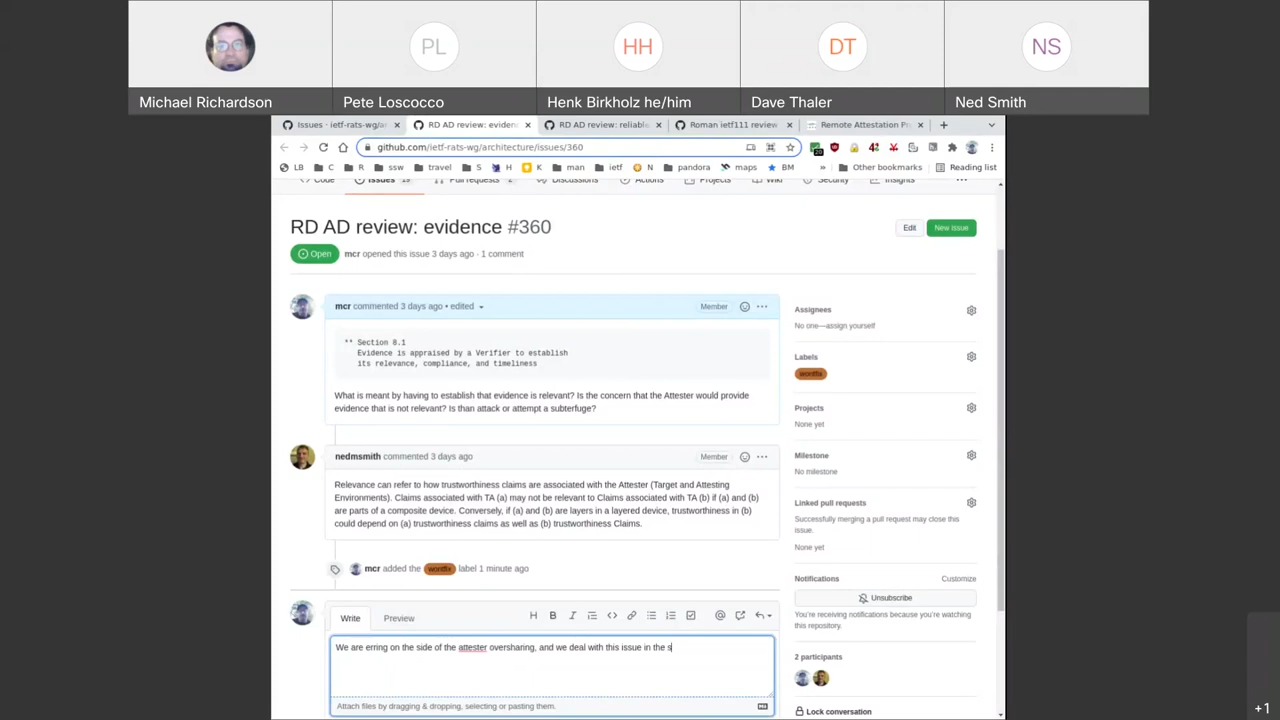 PL
HH
DT
NS
Michael Richardson
Pete Loscocco
Henk Birkholz he/him
Dave Thaler
Ned Smith
Issues · ietf-rats-wg/ar
RD AD review: evidenc
RD AD review: reliable
Roman ietf111 review
Remote Attestation Pr
github.com/ietf-rats-wg/architecture/issues/360
LB
C
R
ssw
travel
S
H
K
man
ietf
N
pandora
maps
BM
»
Other bookmarks
Reading list
Code
Issues 19
Pull requests 2
Discussions
Actions
Projects
Wiki
Security
Insights
RD AD review: evidence #360
Edit
New issue
Open
mcr opened this issue 3 days ago · 1 comment
mcr commented 3 days ago • edited
Member
** Section 8.1
Evidence is appraised by a Verifier to establish
its relevance, compliance, and timeliness
What is meant by having to establish that evidence is relevant? Is the concern that the Attester would provide
evidence that is not relevant? Is than attack or attempt a subterfuge?
nedmsmith commented 3 days ago
Member
Relevance can refer to how trustworthiness claims are associated with the Attester (Target and Attesting
Environments). Claims associated with TA (a) may not be relevant to Claims associated with TA (b) if (a) and (b)
are parts of a composite device. Conversely, if (a) and (b) are layers in a layered device, trustworthiness in (b)
could depend on (a) trustworthiness claims as well as (b) trustworthiness Claims.
mcr added the wontfix label 1 minute ago
Write
Preview
We are erring on the side of the attester oversharing, and we deal with this issue in the s
Attach files by dragging & dropping, selecting or pasting them.
Assignees
No one—assign yourself
Labels
wontfix
Projects
None yet
Milestone
No milestone
Linked pull requests
Successfully merging a pull request may close this
issue.
None yet
Notifications
Customize
Unsubscribe
You're receiving notifications because you're watching
this repository.
2 participants
Lock conversation
+1